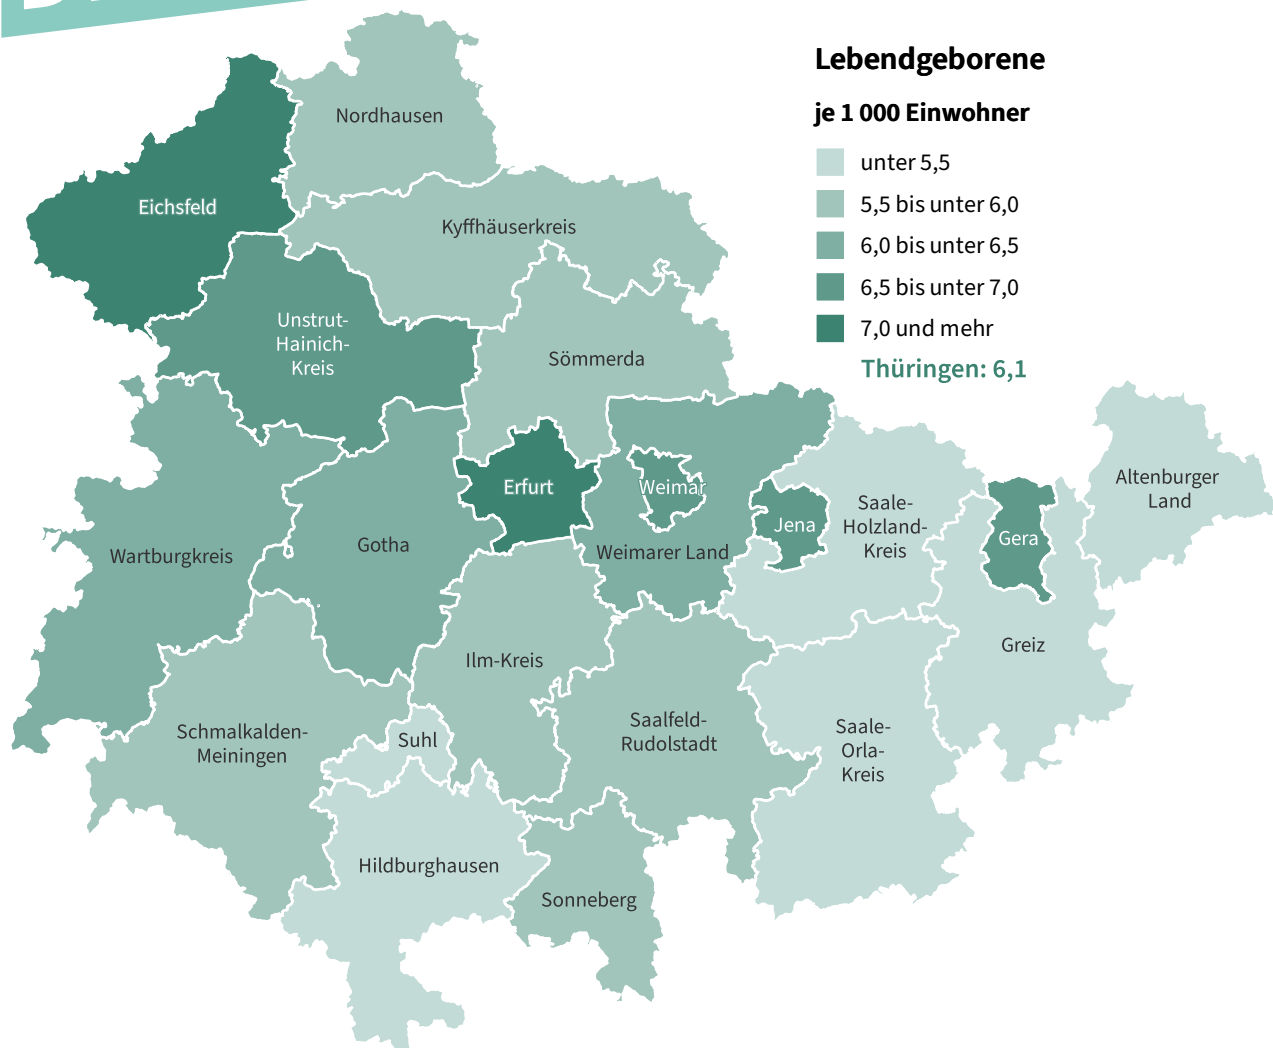 Lebendgeborene
je 1 000 Einwohner
unter 5,5
5,5 bis unter 6,0
6,0 bis unter 6,5
6,5 bis unter 7,0
7,0 und mehr
Thüringen: 6,1
Nordhausen
Eichsfeld
Kyffhäuserkreis
Unstrut-
Hainich-
Kreis
Sömmerda
Altenburger
Land
Erfurt
Weimar
Jena
Saale-
Holzland-
Kreis
Gera
Wartburgkreis
Gotha
Weimarer Land
Greiz
Ilm-Kreis
Schmalkalden-
Meiningen
Suhl
Saalfeld-
Rudolstadt
Saale-
Orla-
Kreis
Hildburghausen
Sonneberg